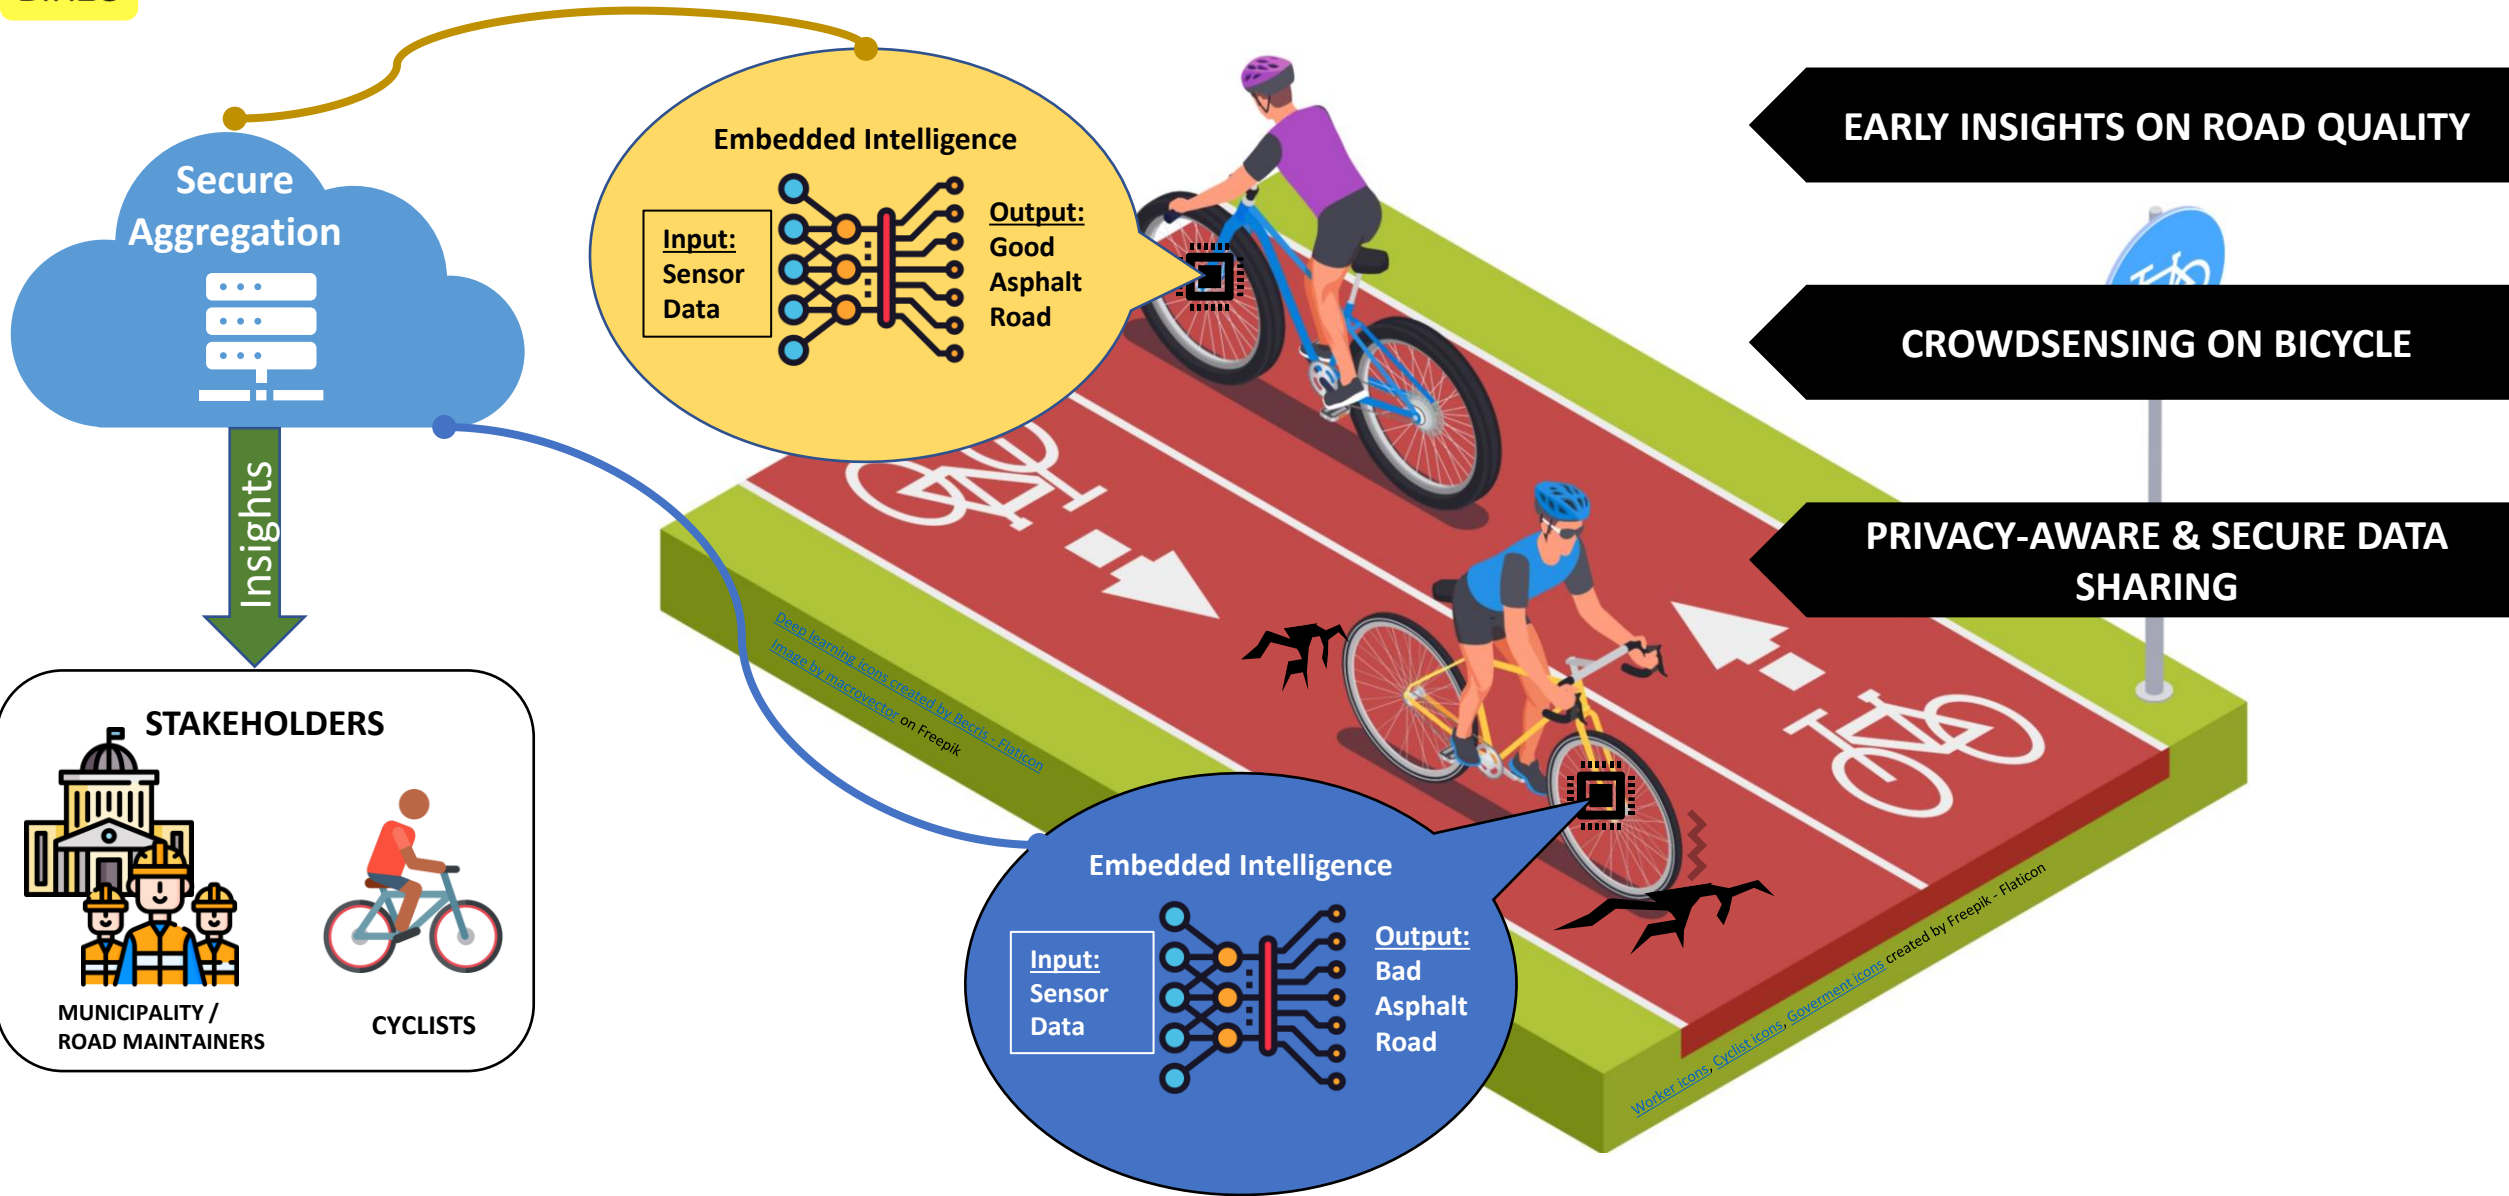 Secure
Aggregation
Insights
STAKEHOLDERS
MUNICIPALITY /
ROAD MAINTAINERS
CYCLISTS
Embedded Intelligence
Input:
Sensor
Data
Output:
Good
Asphalt
Road
Embedded Intelligence
Input:
Sensor
Data
Output:
Bad
Asphalt
Road
Deep learning icons created by Becris - Flaticon
Image by macrovector on Freepik
Worker icons, Cyclist icons, Goverment icons created by Freepik - Flaticon
EARLY INSIGHTS ON ROAD QUALITY
CROWDSENSING ON BICYCLE
PRIVACY-AWARE & SECURE DATA
SHARING